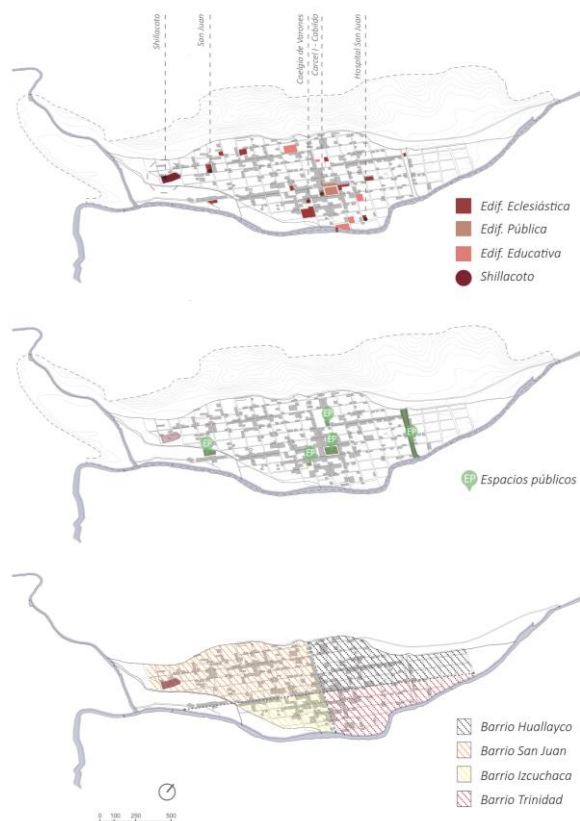 Shillacoto
San Juan
Coelgio de Varones
Carcel I - Cabildo
Hospital San Juan
Edif. Eclesiástica
Edif. Pública
Edif. Educativa
Shillacoto
EP
EP
EP
EP
EP
EP Espacios públicos
Barrio Huallayco
Barrio San Juan
Barrio Izcuchaca
Barrio Trinidad
0 100 250 500